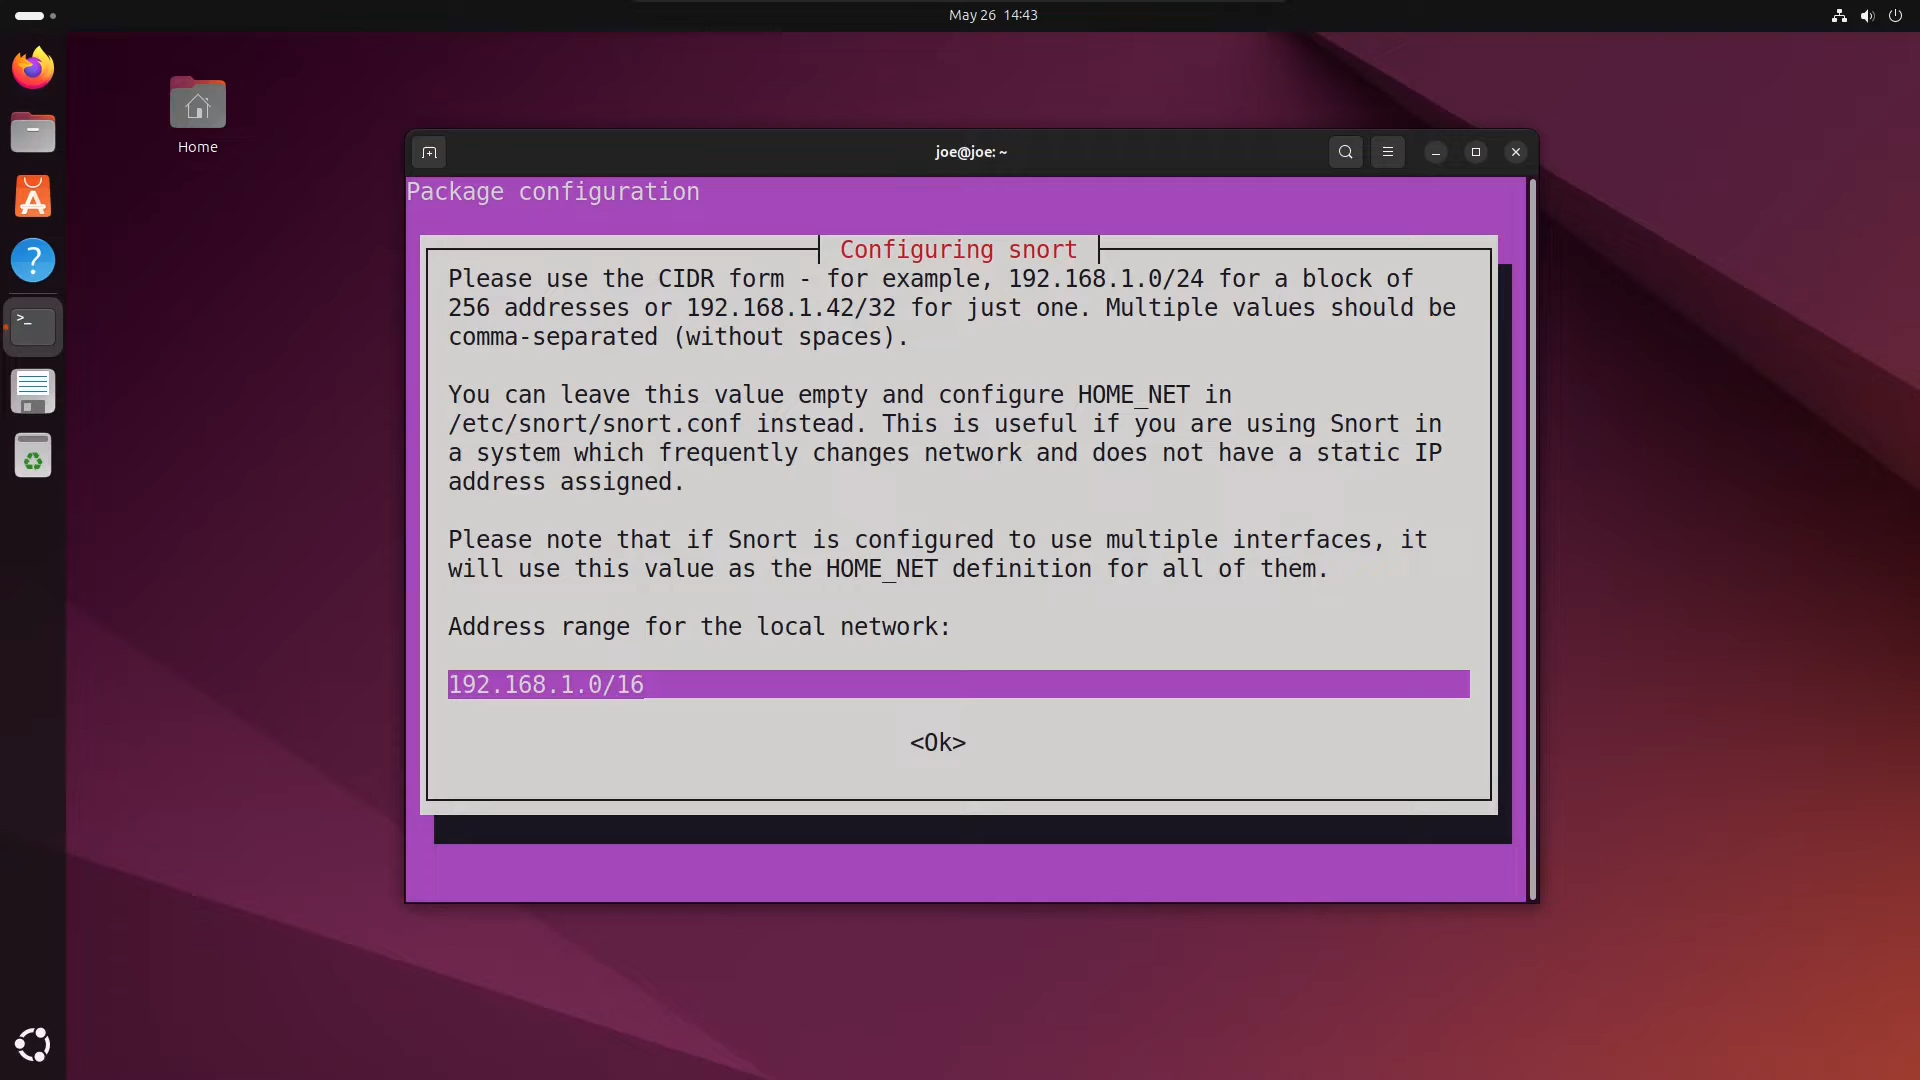 May 26 14:43
Home
joe@joe: ~
Package configuration
Configuring snort
Please use the CIDR form - for example, 192.168.1.0/24 for a block of
256 addresses or 192.168.1.42/32 for just one. Multiple values should be
comma-separated (without spaces).
You can leave this value empty and configure HOME_NET in
/etc/snort/snort.conf instead. This is useful if you are using Snort in
a system which frequently changes network and does not have a static IP
address assigned.
Please note that if Snort is configured to use multiple interfaces, it
will use this value as the HOME_NET definition for all of them.
Address range for the local network:
192.168.1.0/16
<Ok>